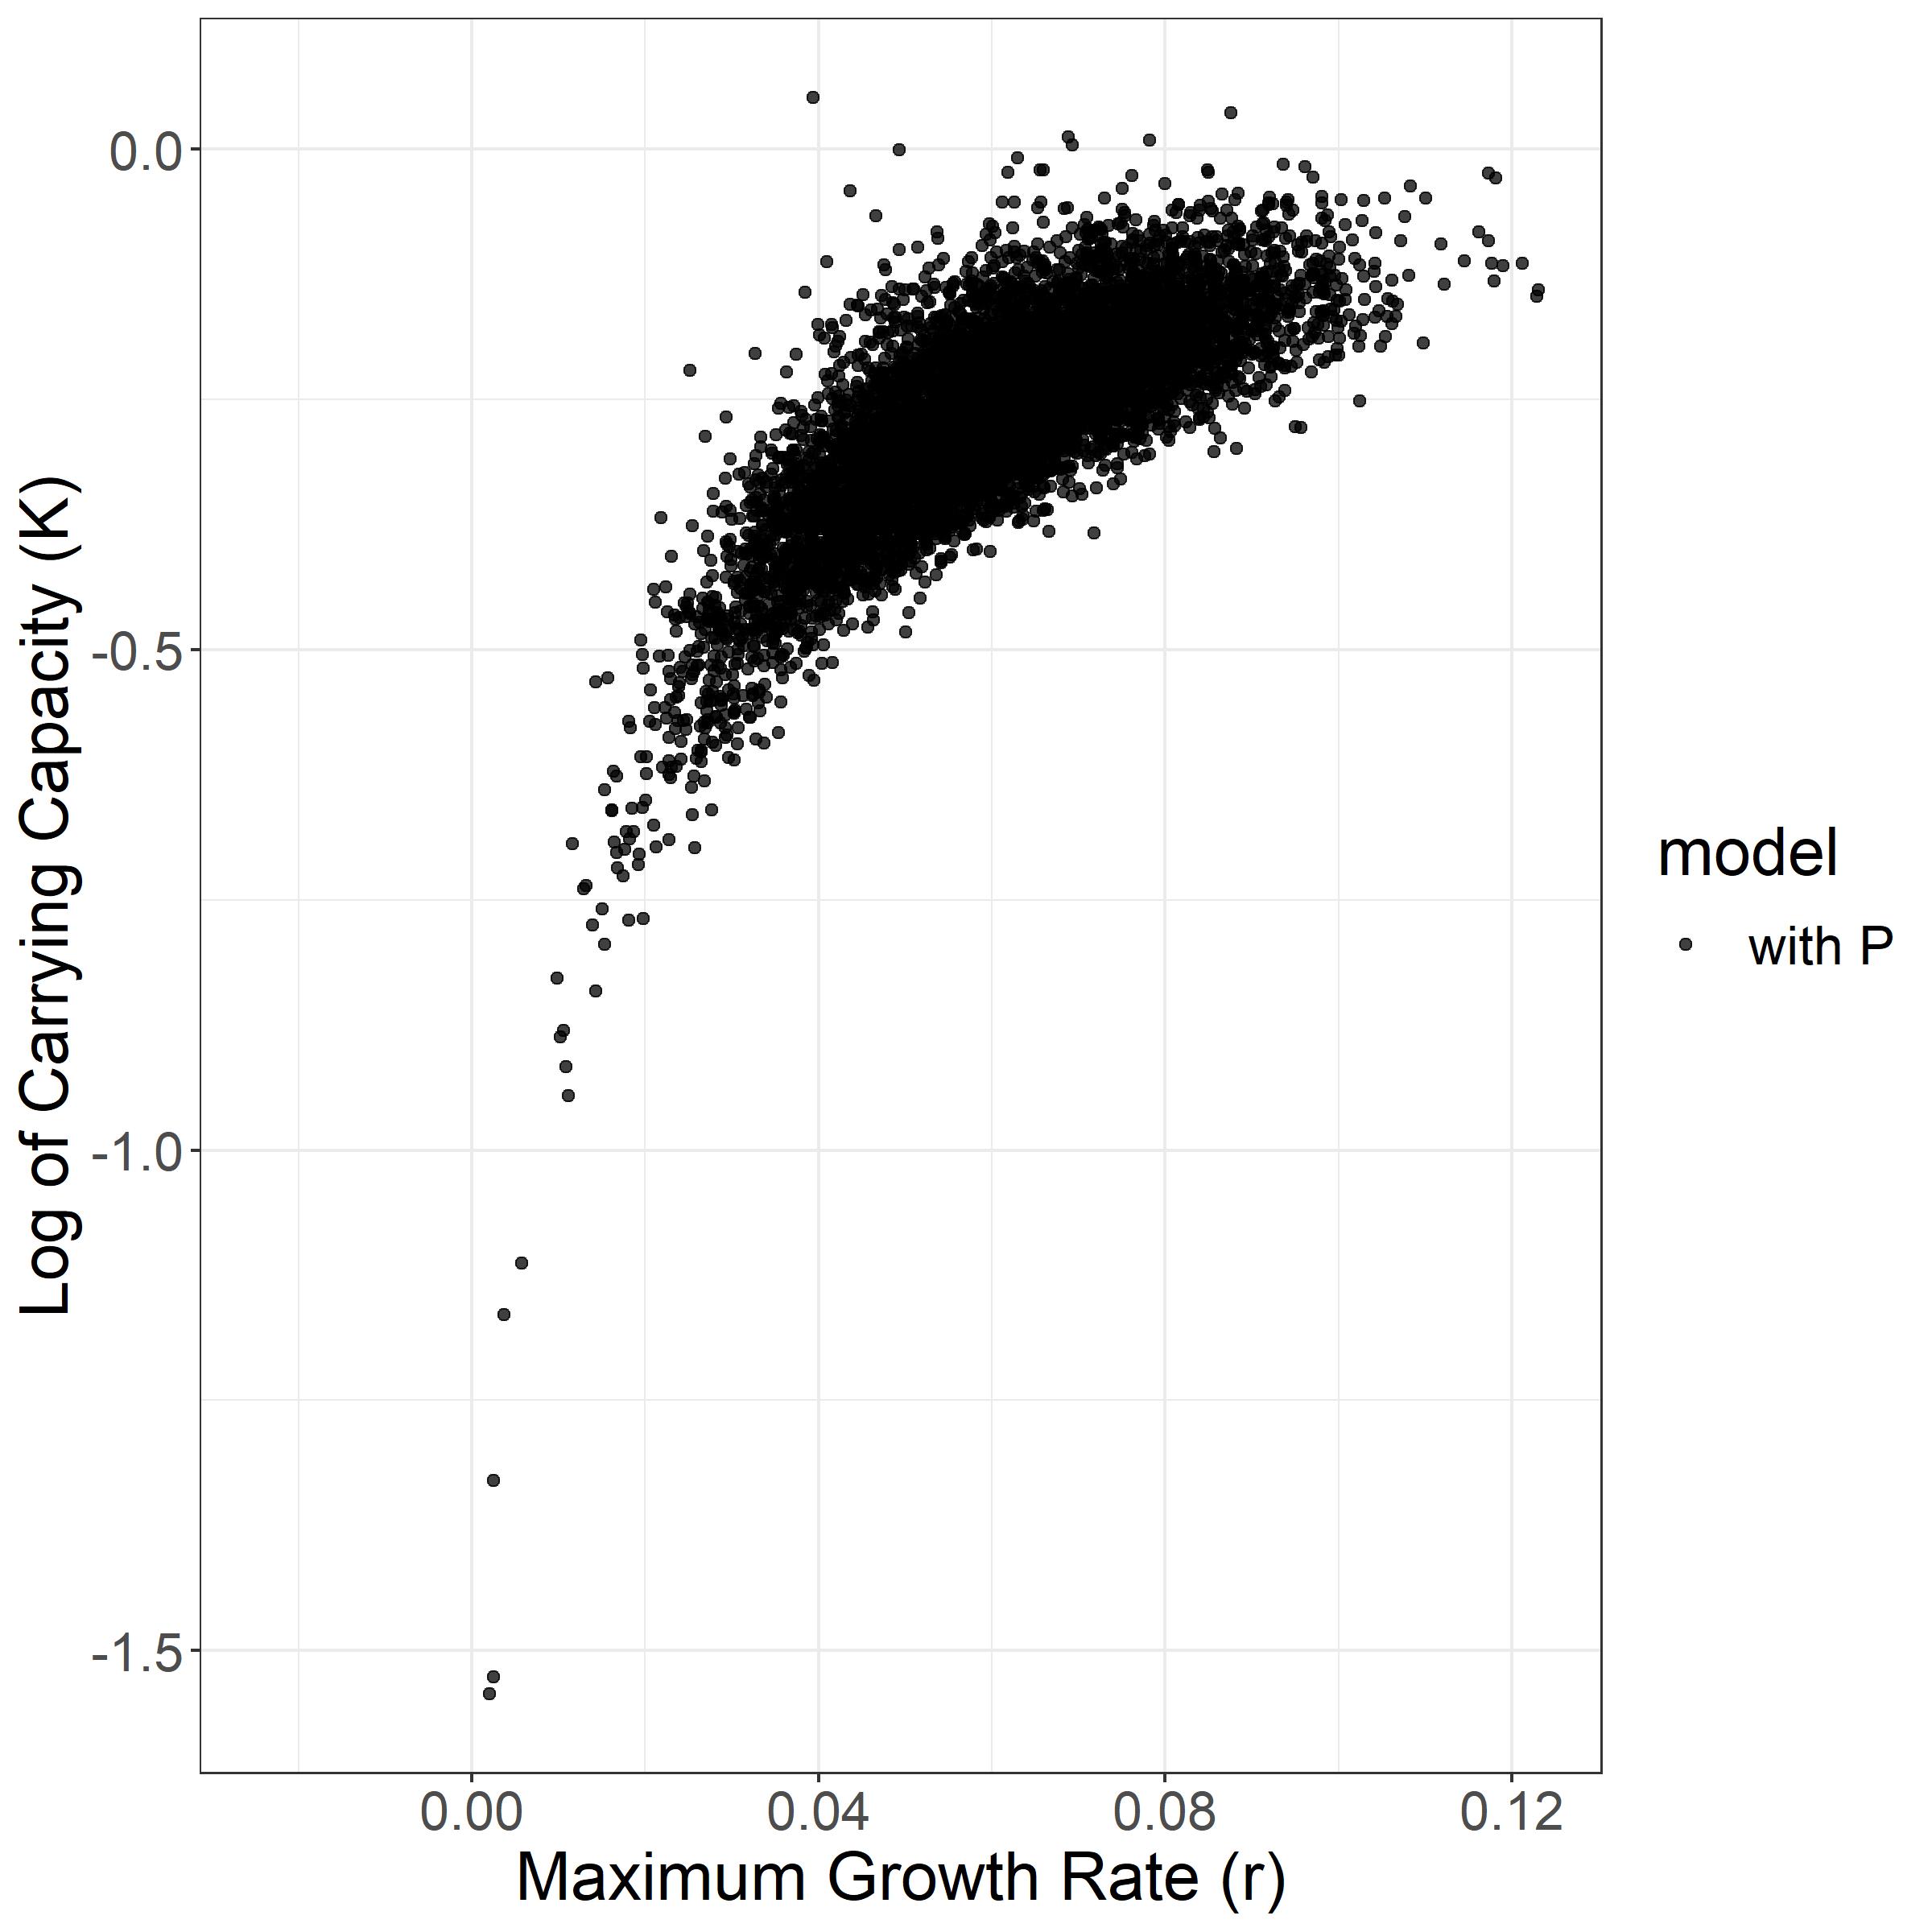 0.0
-0.5
-1.0
-1.5
Log of Carrying Capacity (K)
0.00
0.04
0.08
0.12
Maximum Growth Rate (r)
model
with P